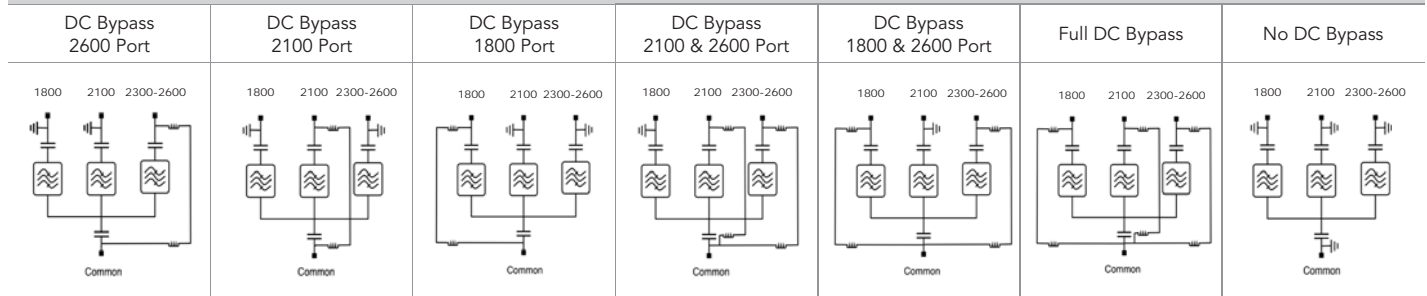 DC Bypass
2600 Port
DC Bypass
2100 Port
DC Bypass
1800 Port
DC Bypass
2100 & 2600 Port
DC Bypass
1800 & 2600 Port
Full DC Bypass
No DC Bypass
1800 2100 2300-2600
1800 2100 2300-2600
1800 2100 2300-2600
1800 2100 2300-2600
1800 2100 2300-2600
1800 2100 2300-2600
1800 2100 2300-2600
Common
Common
Common
Common
Common
Common
Common